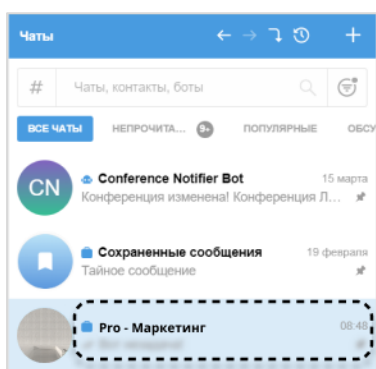 Чаты
# Чаты, контакты, боты
ВСЕ ЧАТЫ НЕПРОЧИТА... 9+ ПОПУЛЯРНЫЕ ОБСУ
CN Conference Notifier Bot 15 марта
Конференция изменена! Конференция Л...
Сохраненные сообщения 19 февраля
Тайное сообщение
Pro - Маркетинг 08:48